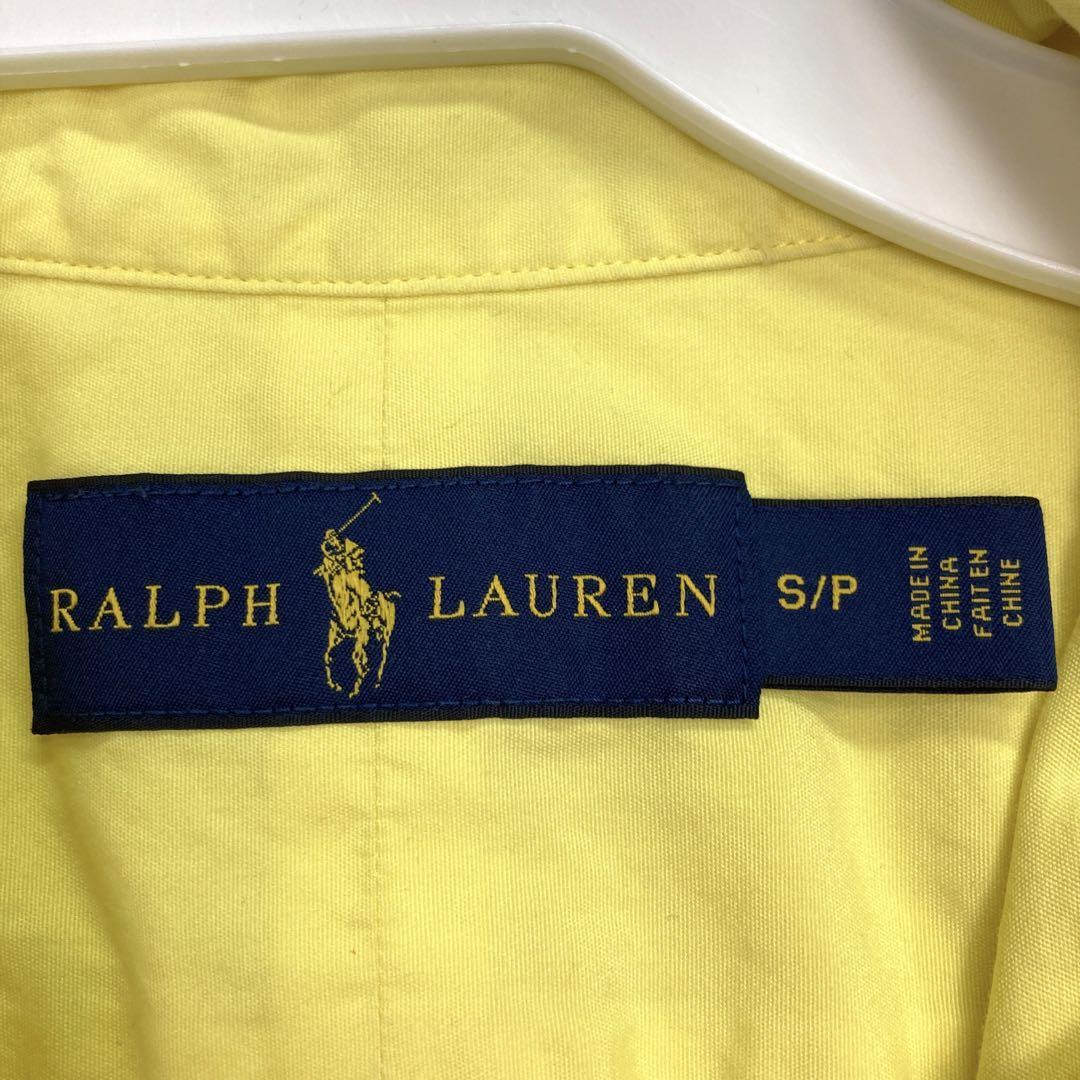 RALPH LAUREN
S/P
MADE IN
CHINA
FAIT EN
CHINE